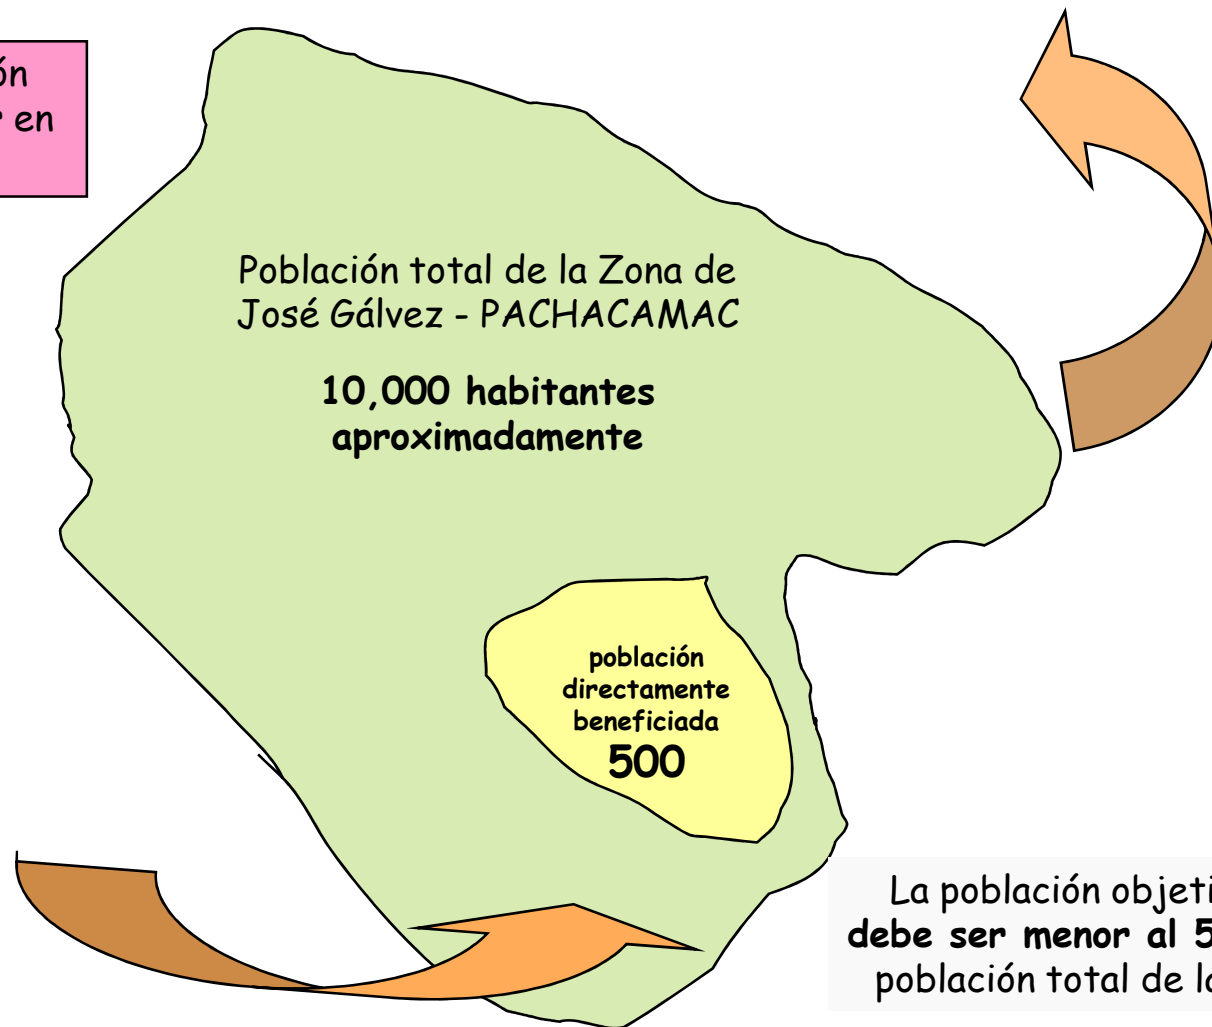 ón
r en
Población total de la Zona de
José Gálvez - PACHACAMAC
10,000 habitantes
aproximadamente
población
directamente
beneficiada
500
La población objeti
debe ser menor al 5
población total de l